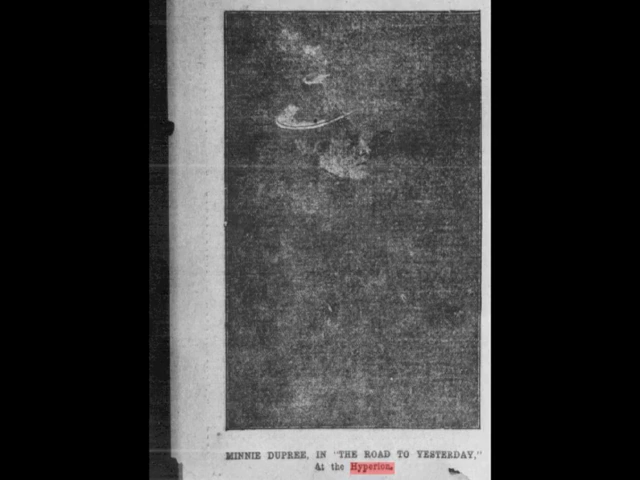 MINNIE DUPREE, IN "THE ROAD TO YESTERDAY,"
At the Hyperion.